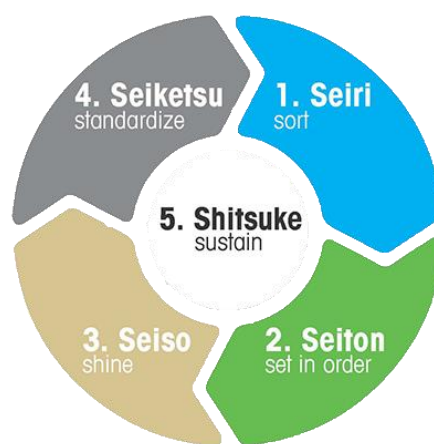 1. Seiri
sort
2. Seiton
set in order
3. Seiso
shine
4. Seiketsu
standardize
5. Shitsuke
sustain